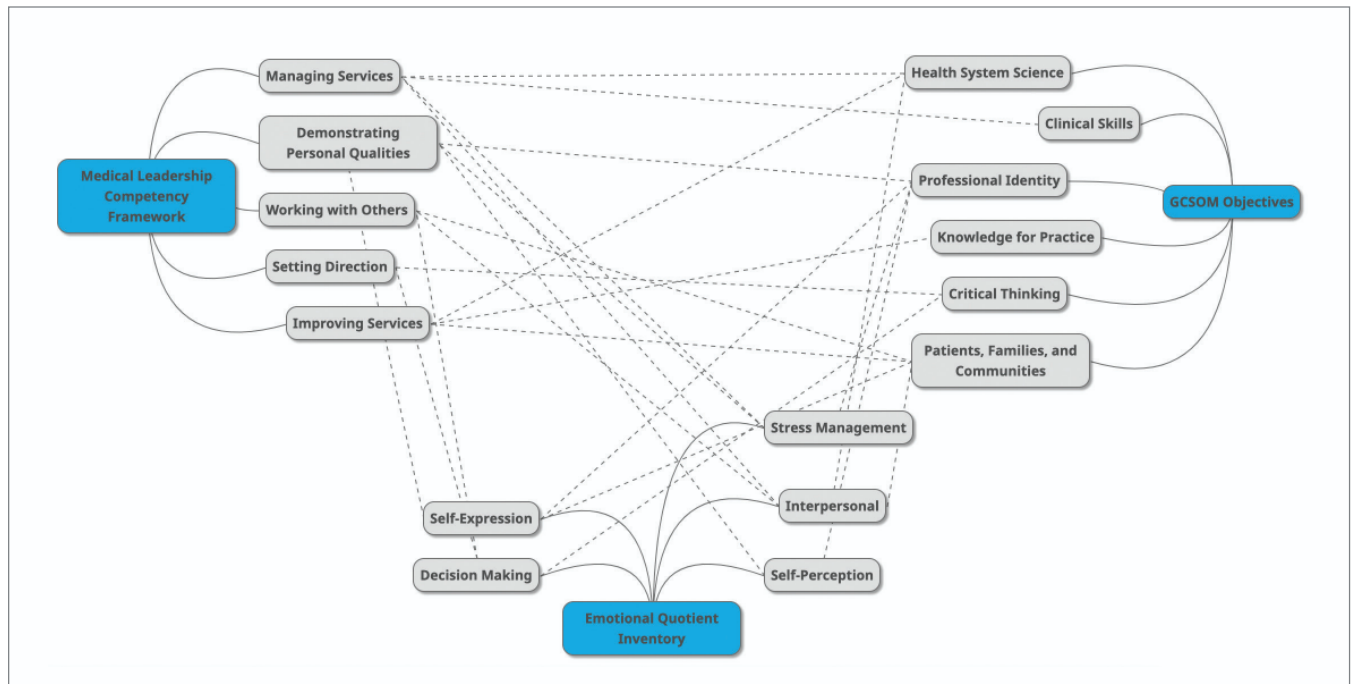 Managing Services
Demonstrating
Personal Qualities
Medical Leadership
Competency
Framework
Working with Others
Setting Direction
Improving Services
Health System Science
Clinical Skills
Professional Identity
GCSOM Objectives
Knowledge for Practice
Critical Thinking
Patients, Families, and
Communities
Stress Management
Interpersonal
Self-Expression
Decision Making
Self-Perception
Emotional Quotient
Inventory